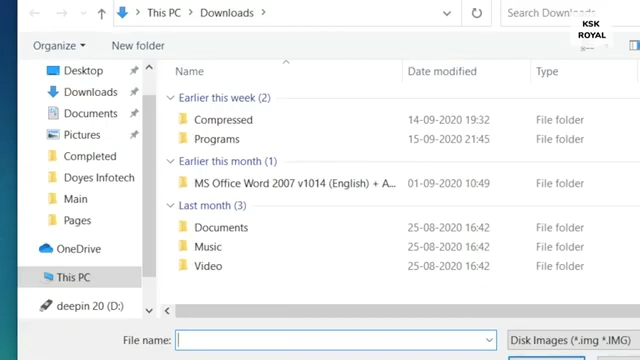 This PC > Downloads >
Search Downloads
KSK
ROYAL
Organize
New folder
Name
Date modified
Type
Desktop
Downloads
Documents
Pictures
Completed
Doyes Infotech
Main
Pages
OneDrive
This PC
deepin 20 (D:)
Earlier this week (2)
Compressed 14-09-2020 19:32 File folder
Programs 15-09-2020 21:45 File folder
Earlier this month (1)
MS Office Word 2007 v1014 (English) + A... 01-09-2020 10:49 File folder
Last month (3)
Documents 25-08-2020 16:42 File folder
Music 25-08-2020 16:42 File folder
Video 25-08-2020 16:42 File folder
File name:
Disk Images (*.img *.IMG)